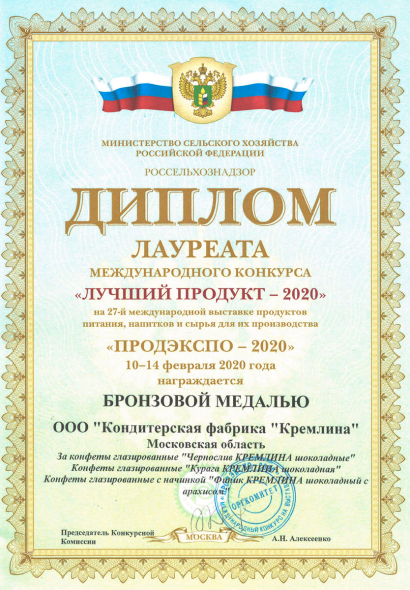 МИНИСТЕРСТВО СЕЛЬСКОГО ХОЗЯЙСТВА
РОССИЙСКОЙ ФЕДЕРАЦИИ
РОССЕЛЬХОЗНАДЗОР
ДИПЛОМ
ЛАУРЕАТА
МЕЖДУНАРОДНОГО КОНКУРСА
«ЛУЧШИЙ ПРОДУКТ – 2020»
на 27-й международной выставке продуктов
питания, напитков и сырья для их производства
«ПРОДЭКСПО – 2020»
10–14 февраля 2020 года
награждается
БРОНЗОВОЙ МЕДАЛЬЮ
ООО "Кондитерская фабрика "Кремлина"
Московская область
За конфеты глазированные "Чернослив КРЕМЛИНА шоколадные"
Конфеты глазированные "Курага КРЕМЛИНА шоколадная"
Конфеты глазированные с начинкой "Финик КРЕМЛИНА шоколадный с
арахисом"
ОРГКОМИТЕТ
Председатель Конкурсной
Комиссии
МОСКВА
А.Н. Алексеенко